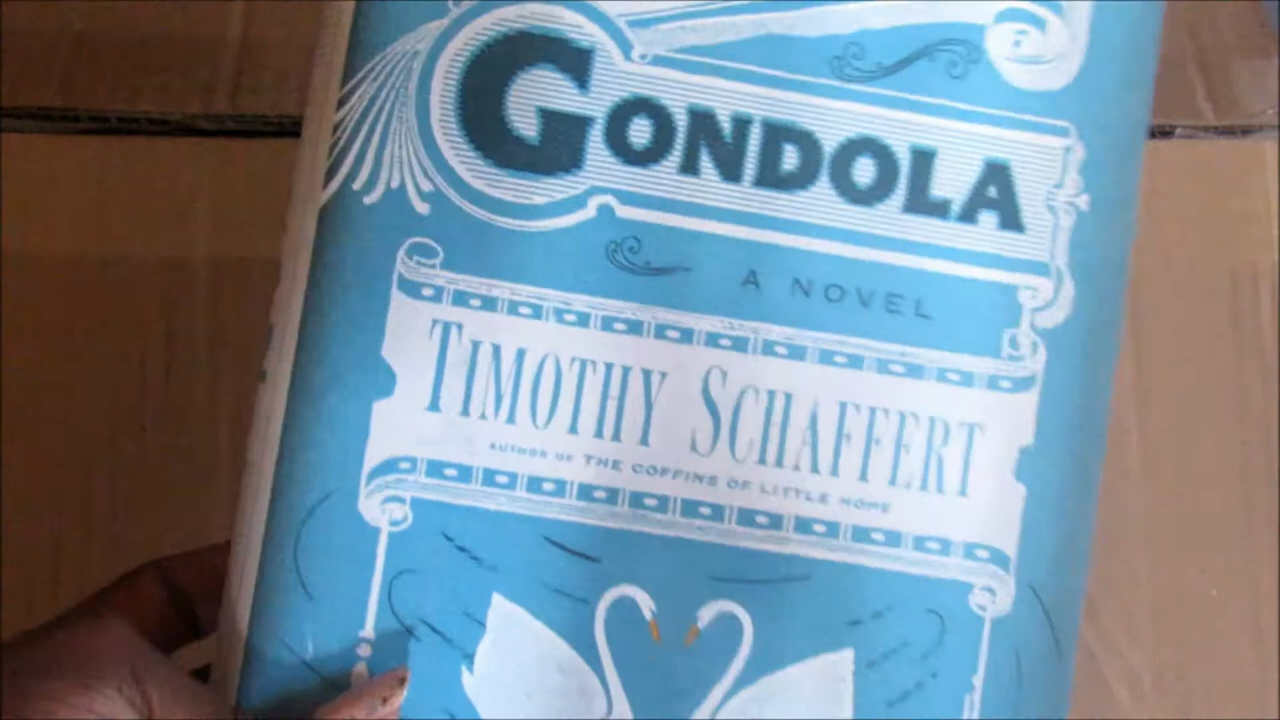 GONDOLA
A NOVEL
TIMOTHY SCHAFFERT
AUTHOR OF THE COFFINS OF LITTLE HOPE